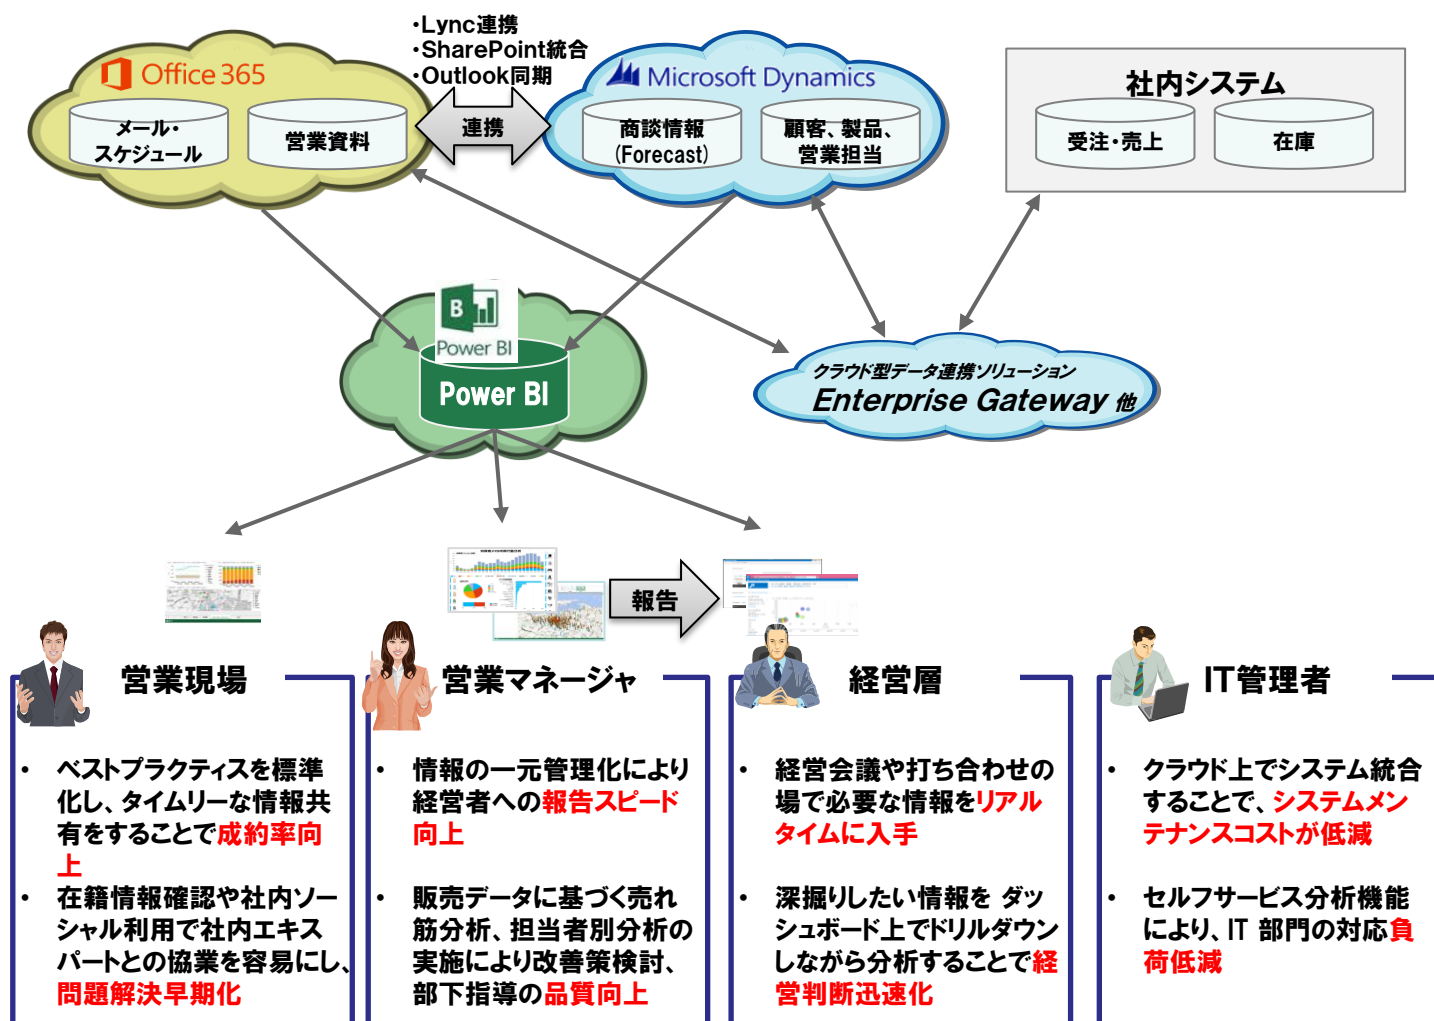 ・Lync連携
・SharePoint統合
・Outlook同期
Office 365
メール・
スケジュール
営業資料
連携
Microsoft Dynamics
商談情報
(Forecast)
顧客、製品、
営業担当
社内システム
受注・売上
在庫
Power BI
Power BI
クラウド型データ連携ソリューション
Enterprise Gateway 他
報告
営業現場
• ベストプラクティスを標準
化し、タイムリーな情報共
有をすることで成約率向
上
• 在籍情報確認や社内ソー
シャル利用で社内エキス
パートとの協業を容易にし、
問題解決早期化
営業マネージャ
• 情報の一元管理化により
経営者への報告スピード
向上
• 販売データに基づく売れ
筋分析、担当者別分析の
実施により改善策検討、
部下指導の品質向上
経営層
• 経営会議や打ち合わせの
場で必要な情報をリアル
タイムに入手
• 深掘りしたい情報を ダッ
シュボード上でドリルダウン
しながら分析することで経
営判断迅速化
IT管理者
• クラウド上でシステム統合
することで、システムメン
テナンスコストが低減
• セルフサービス分析機能
により、IT 部門の対応負
荷低減